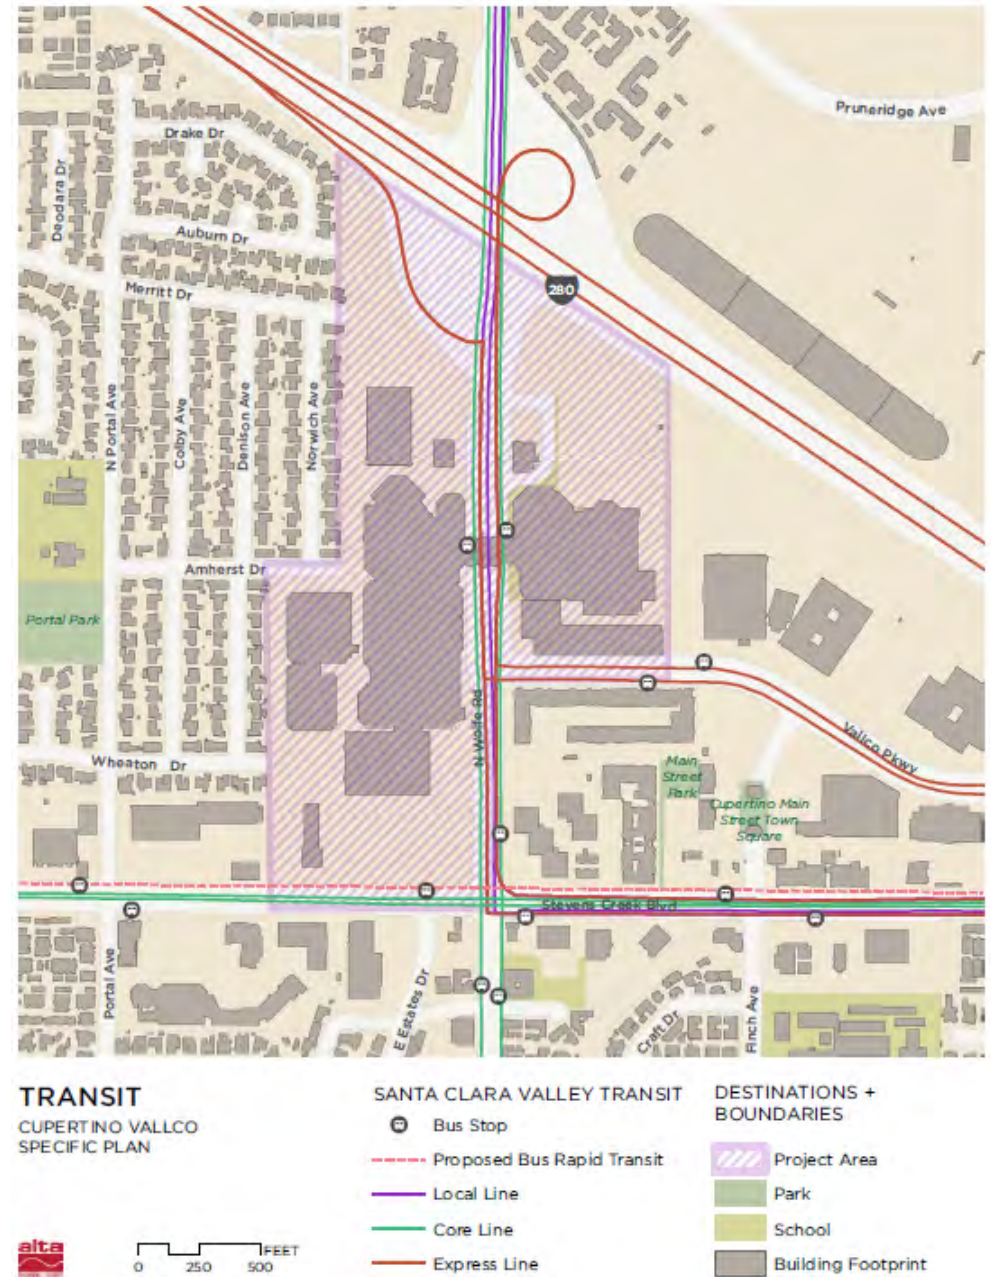 Pruneridge Ave
Drake Dr
Deodara Dr
Auburn Dr
280
Merritt Dr
N Portal Ave
Colby Ave
Denison Ave
Norwich Ave
Amherst Dr
Portal Park
N Wolfe Rd
Vallco Pkwy
Wheaton Dr
Main
Street
Park
Cupertino Main
Street Town
Square
Stevens Creek Blvd
Portal Ave
E Estates Dr
Craft Dr
Finch Ave
TRANSIT
CUPERTINO VALLCO
SPECIFIC PLAN
SANTA CLARA VALLEY TRANSIT
Bus Stop
Proposed Bus Rapid Transit
Local Line
Core Line
Express Line
DESTINATIONS +
BOUNDARIES
Project Area
Park
School
Building Footprint
alta
FEET
0 250 500